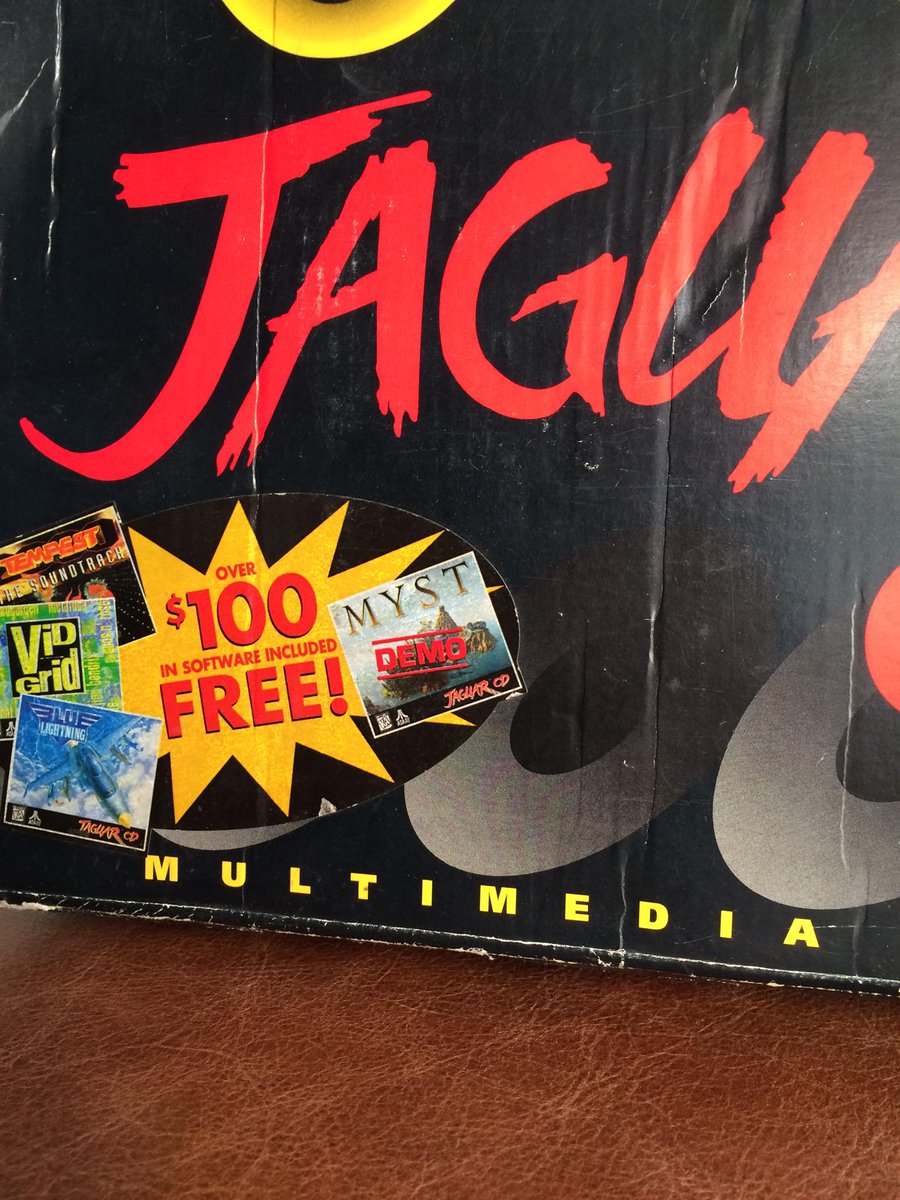 JAGUA
TEMPEST
THE SOUNDTRACK
ViD
grid
BLUE
LIGHTNING
JAGUAR CD
OVER
$100
IN SOFTWARE INCLUDED
FREE!
MYST
DEMO
JAGUAR CD
MULTIMEDIA